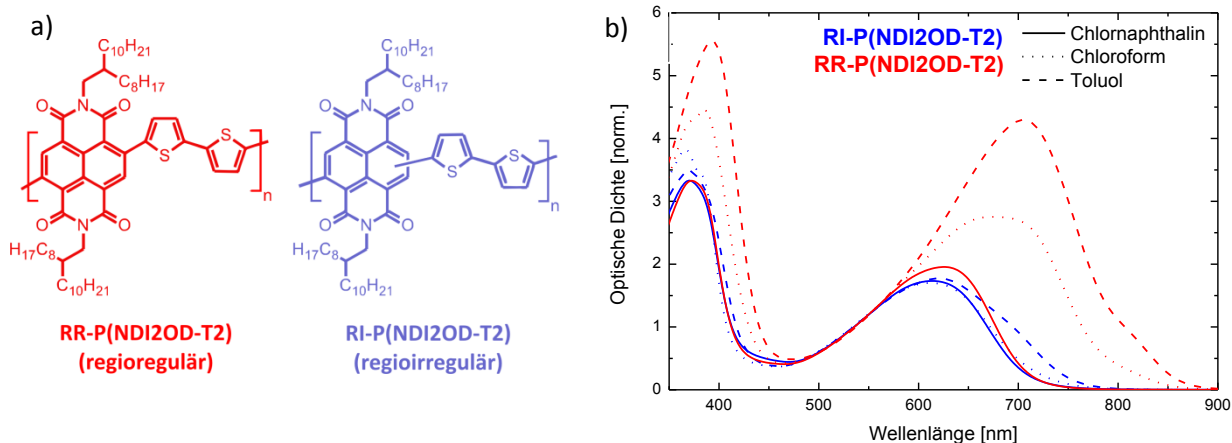 a)
C₁₀H₂₁
C₈H₁₇
O N O
S
S
n
O N O
H₁₇C₈
C₁₀H₂₁
RR-P(NDI2OD-T2)
(regioregulär)
C₁₀H₂₁
C₈H₁₇
O N O
S
S
n
O N O
H₁₇C₈
C₁₀H₂₁
RI-P(NDI2OD-T2)
(regioirregulär)
b)
RI-P(NDI2OD-T2)
RR-P(NDI2OD-T2)
Chlornaphthalin
Chloroform
Toluol
Optische Dichte [norm.]
6
5
4
3
2
1
0
400 500 600 700 800 900
Wellenlänge [nm]